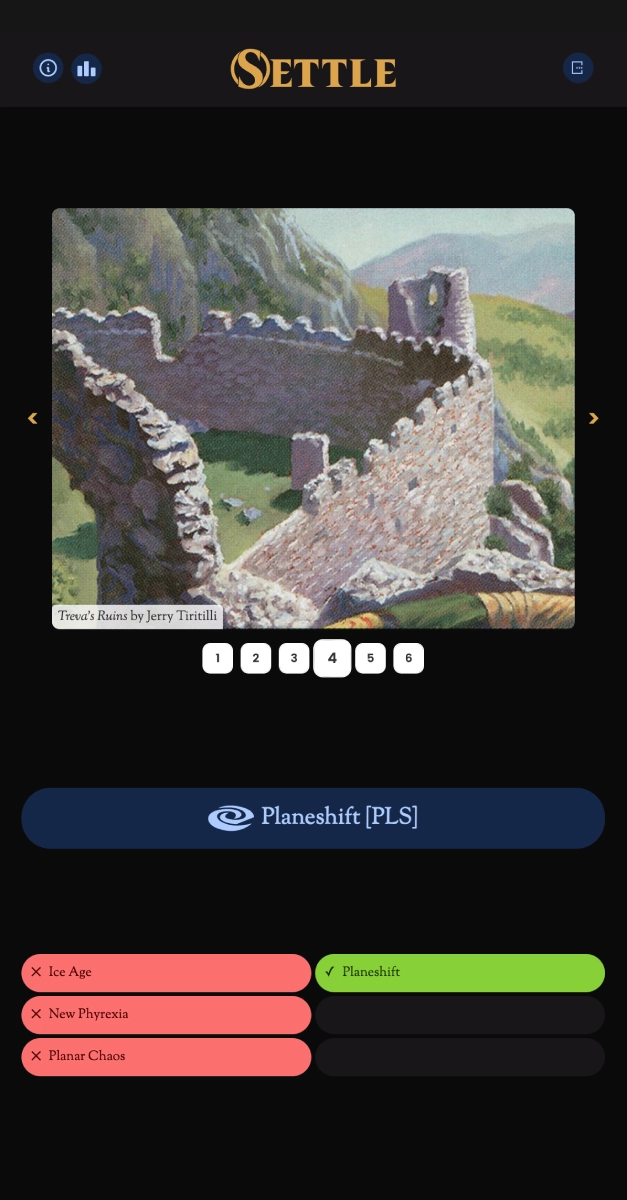 SETTLE
Treva's Ruins by Jerry Tiritilli
1 2 3 4 5 6
Planeshift [PLS]
× Ice Age
✓ Planeshift
× New Phyrexia
× Planar Chaos